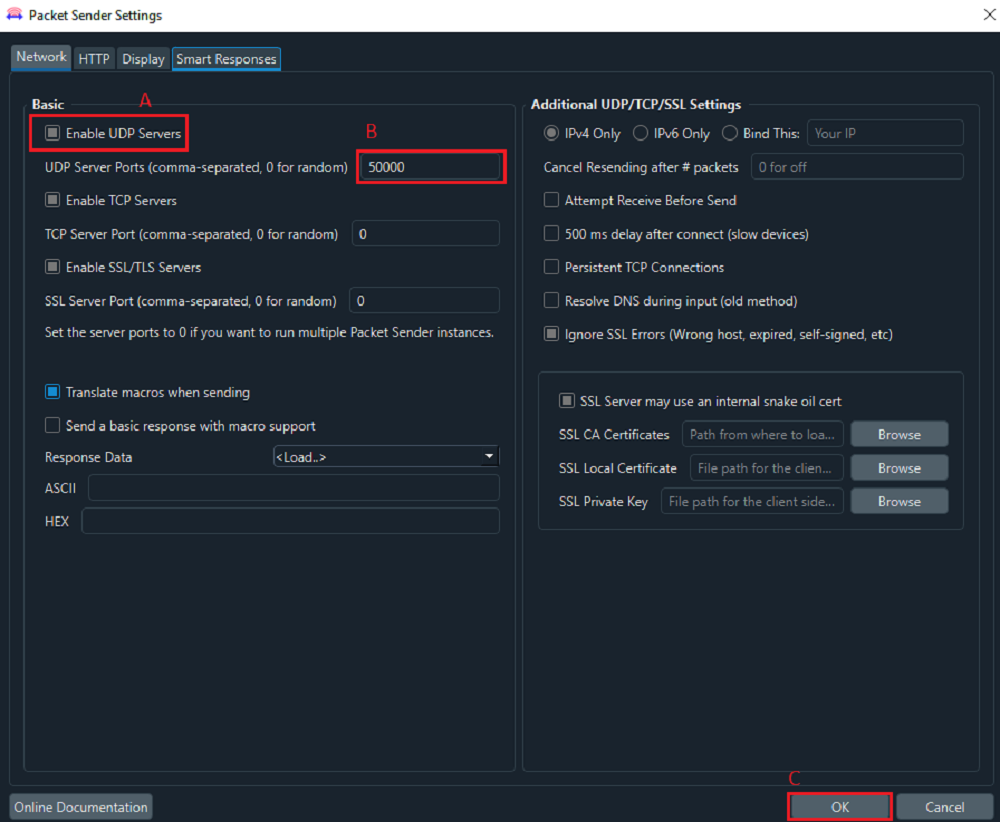 Packet Sender Settings
Network HTTP Display Smart Responses
Basic
A
Enable UDP Servers
B
UDP Server Ports (comma-separated, 0 for random) 50000
Enable TCP Servers
TCP Server Port (comma-separated, 0 for random) 0
Enable SSL/TLS Servers
SSL Server Port (comma-separated, 0 for random) 0
Set the server ports to 0 if you want to run multiple Packet Sender instances.
Translate macros when sending
Send a basic response with macro support
Response Data <Load..>
ASCII
HEX
Additional UDP/TCP/SSL Settings
IPv4 Only IPv6 Only Bind This: Your IP
Cancel Resending after # packets 0 for off
Attempt Receive Before Send
500 ms delay after connect (slow devices)
Persistent TCP Connections
Resolve DNS during input (old method)
Ignore SSL Errors (Wrong host, expired, self-signed, etc)
SSL Server may use an internal snake oil cert
SSL CA Certificates Path from where to loa... Browse
SSL Local Certificate File path for the clien... Browse
SSL Private Key File path for the client side... Browse
C
Online Documentation OK Cancel